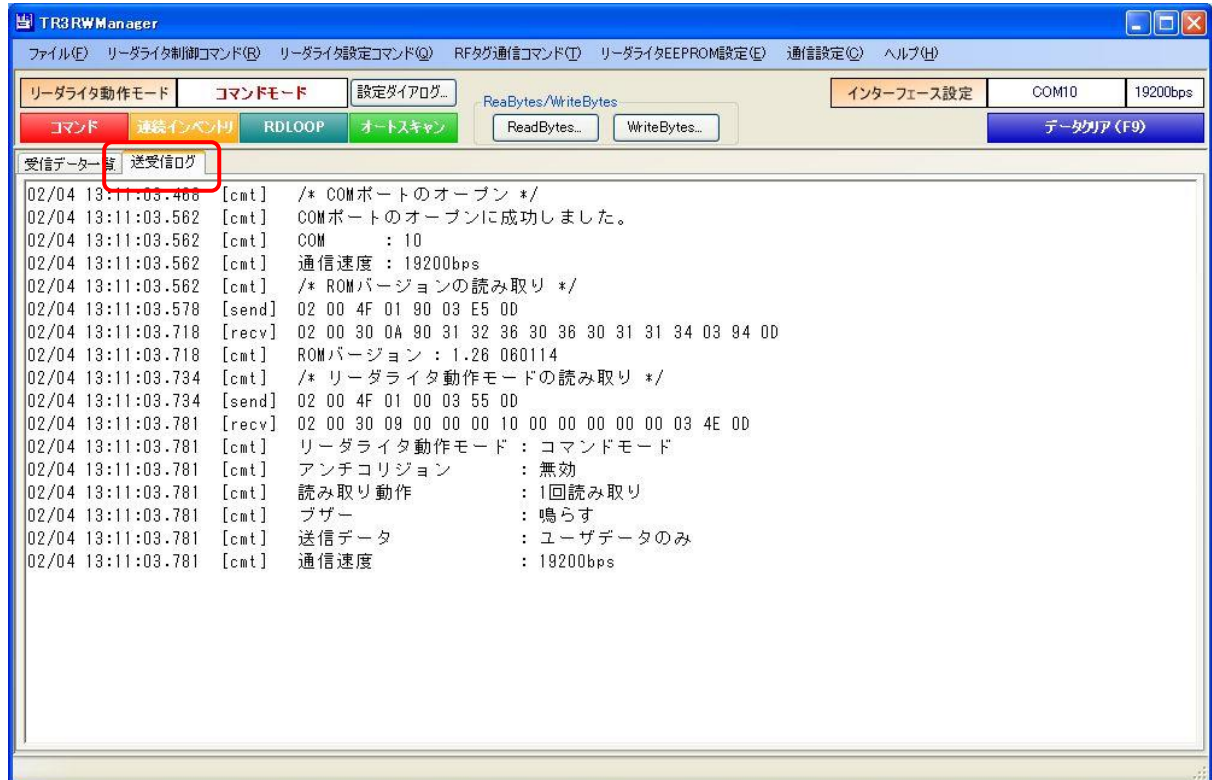 TR3RWManager
ファイル(F) リーダライタ制御コマンド(R) リーダライタ設定コマンド(Q) RFタグ通信コマンド(T) リーダライタEEPROM設定(E) 通信設定(C) ヘルプ(H)
リーダライタ動作モード コマンドモード 設定ダイアログ... ReaBytes/WriteBytes インターフェース設定 COM10 19200bps
コマンド 連続インベントリ RDLOOP オートスキャン ReadBytes... WriteBytes... データクリア(F9)
受信データ一覧 送受信ログ
02/04 13:11:03.468 [cmt] /* COMポートのオープン */
02/04 13:11:03.562 [cmt] COMポートのオープンに成功しました。
02/04 13:11:03.562 [cmt] COM : 10
02/04 13:11:03.562 [cmt] 通信速度 : 19200bps
02/04 13:11:03.562 [cmt] /* ROMバージョンの読み取り */
02/04 13:11:03.578 [send] 02 00 4F 01 90 03 E5 0D
02/04 13:11:03.718 [recv] 02 00 30 0A 90 31 32 36 30 36 30 31 31 34 03 94 0D
02/04 13:11:03.718 [cmt] ROMバージョン : 1.26 060114
02/04 13:11:03.734 [cmt] /* リーダライタ動作モードの読み取り */
02/04 13:11:03.734 [send] 02 00 4F 01 00 03 55 0D
02/04 13:11:03.781 [recv] 02 00 30 09 00 00 00 10 00 00 00 00 00 03 4E 0D
02/04 13:11:03.781 [cmt] リーダライタ動作モード : コマンドモード
02/04 13:11:03.781 [cmt] アンチコリジョン : 無効
02/04 13:11:03.781 [cmt] 読み取り動作 : 1回読み取り
02/04 13:11:03.781 [cmt] ブザー : 鳴らす
02/04 13:11:03.781 [cmt] 送信データ : ユーザデータのみ
02/04 13:11:03.781 [cmt] 通信速度 : 19200bps